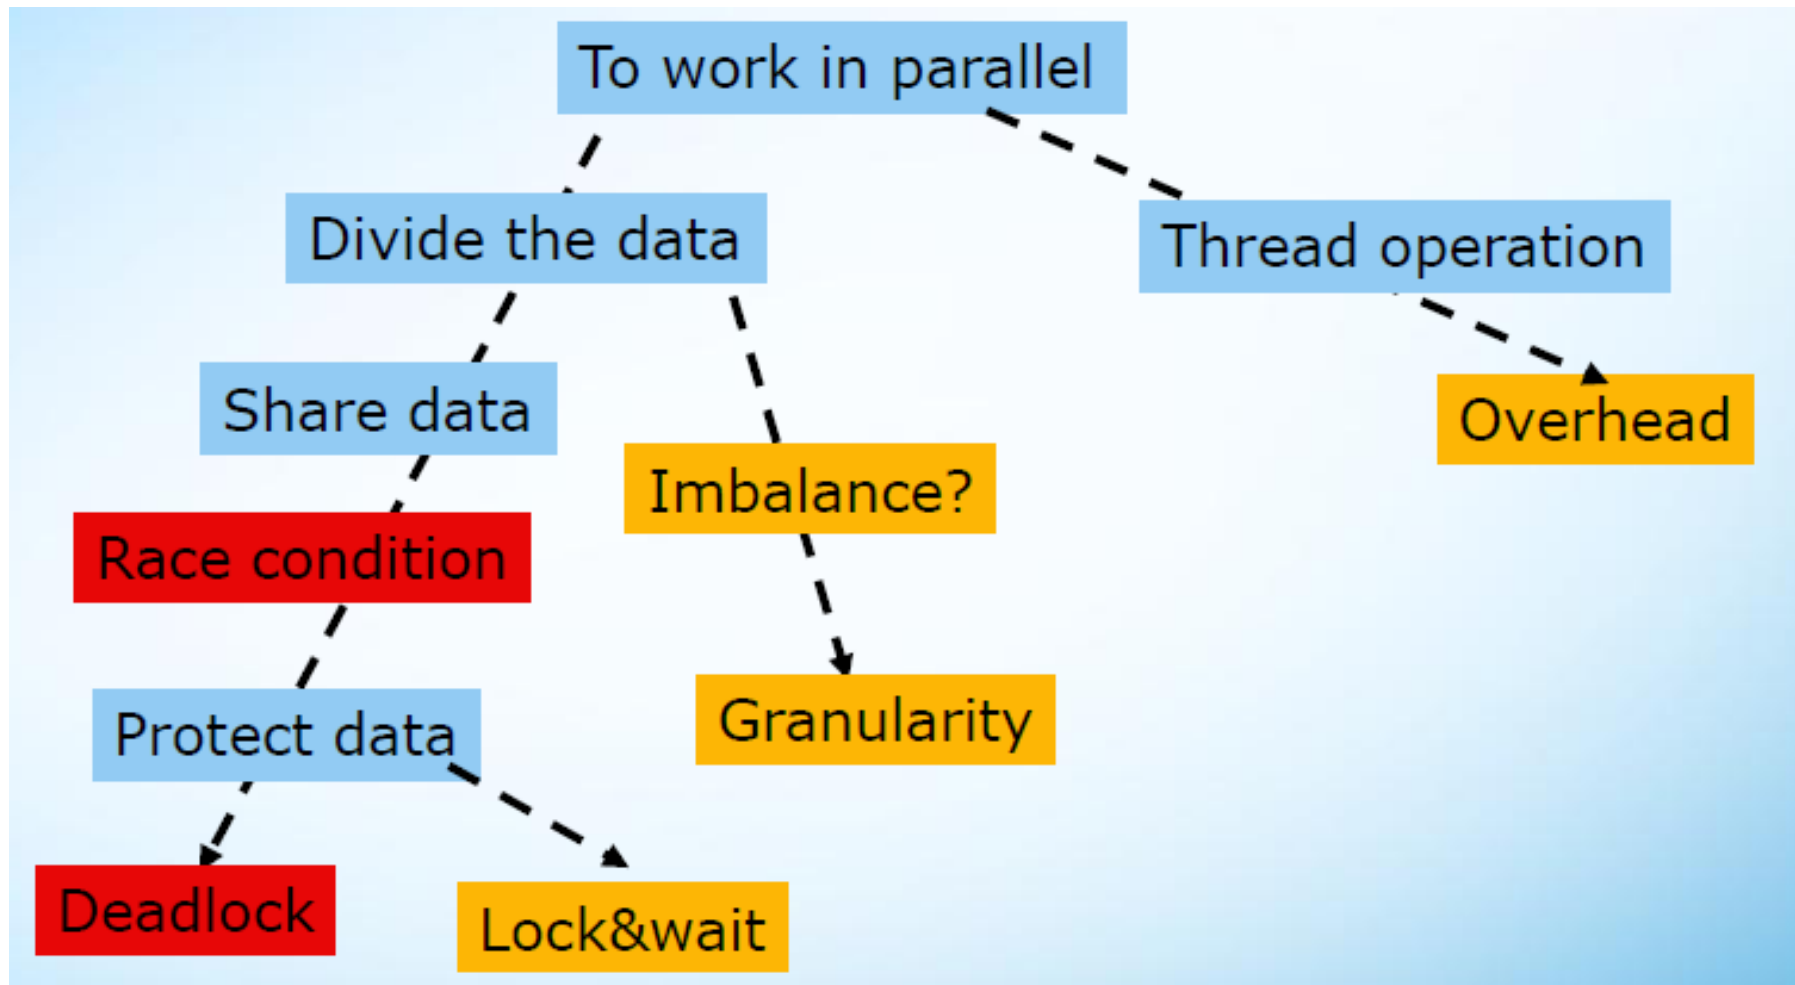 To work in parallel
Divide the data
Thread operation
Share data
Overhead
Imbalance?
Race condition
Granularity
Protect data
Deadlock
Lock&wait